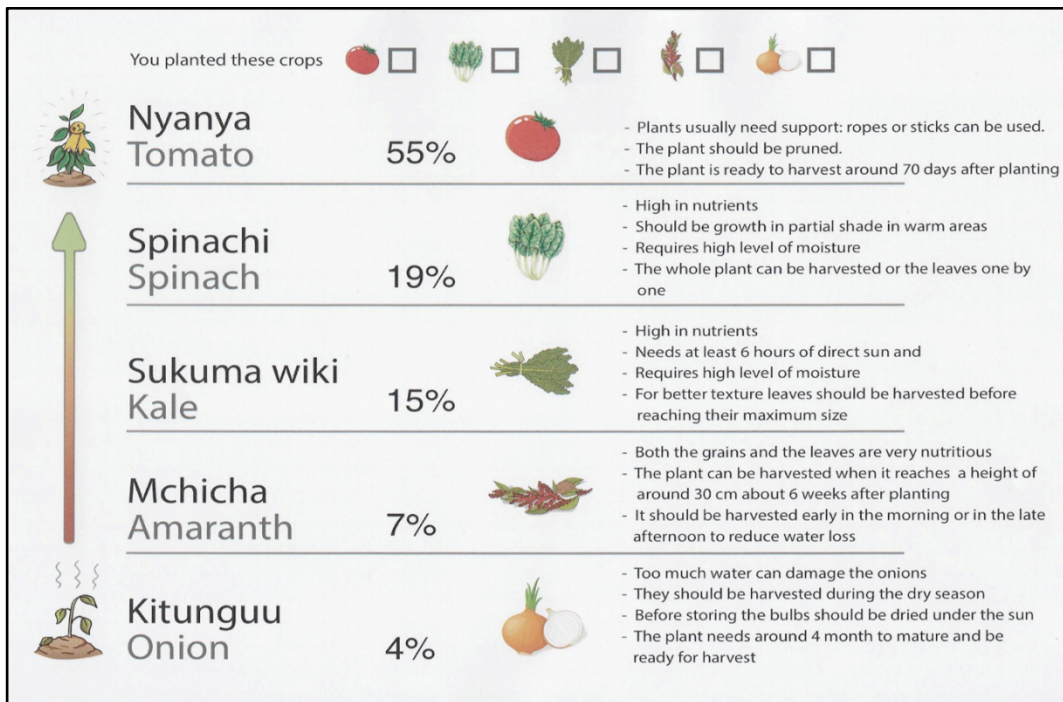 You planted these crops
Nyanya
Tomato
55%
- Plants usually need support: ropes or sticks can be used.
- The plant should be pruned.
- The plant is ready to harvest around 70 days after planting
Spinachi
Spinach
19%
- High in nutrients
- Should be growth in partial shade in warm areas
- Requires high level of moisture
- The whole plant can be harvested or the leaves one by
one
Sukuma wiki
Kale
15%
- High in nutrients
- Needs at least 6 hours of direct sun and
- Requires high level of moisture
- For better texture leaves should be harvested before
reaching their maximum size
Mchicha
Amaranth
7%
- Both the grains and the leaves are very nutritious
- The plant can be harvested when it reaches a height of
around 30 cm about 6 weeks after planting
- It should be harvested early in the morning or in the late
afternoon to reduce water loss
Kitunguu
Onion
4%
- Too much water can damage the onions
- They should be harvested during the dry season
- Before storing the bulbs should be dried under the sun
- The plant needs around 4 month to mature and be
ready for harvest